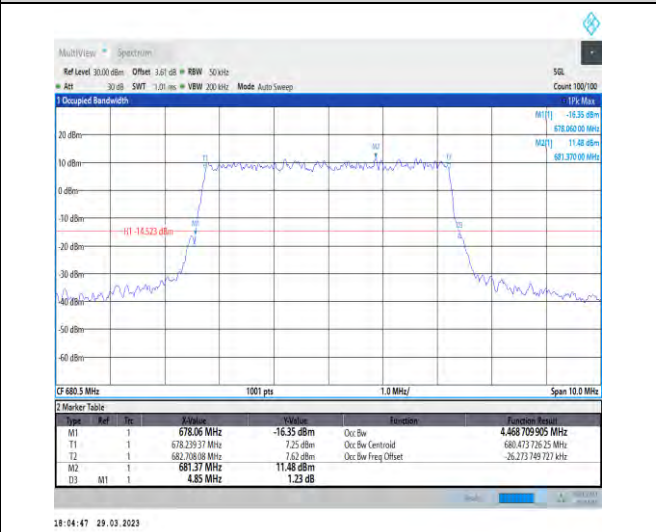 MultiView Spectrum
Ref Level 30.00 dBm Offset 3.61 dB RBW 50 kHz SGL
Att 30 dB SWT 1.01 ms VBW 200 kHz Mode Auto Sweep Count 100/100
1 Occupied Bandwidth 1Pk Max
M1[1] -16.35 dBm
678.060 00 MHz
M2[1] 11.48 dBm
681.370 00 MHz
20 dBm
M2
T1
10 dBm
0 dBm
-10 dBm
H1 -14.523 dBm
-20 dBm
-30 dBm
-40 dBm
-50 dBm
-60 dBm
CF 680.5 MHz 1001 pts 1.0 MHz/ Span 10.0 MHz
2 Marker Table
Type Ref Trc X-Value Y-Value Function Function Result
M1 1 678.06 MHz -16.35 dBm Occ Bw 4.468 709 905 MHz
T1 1 678.239 37 MHz 7.25 dBm Occ Bw Centroid 680.473 726 25 MHz
T2 1 682.708 08 MHz 7.62 dBm Occ Bw Freq Offset -26.273 749 727 kHz
M2 1 681.37 MHz 11.48 dBm
D3 M1 1 4.85 MHz 1.23 dB
18:04:47 29.03.2023